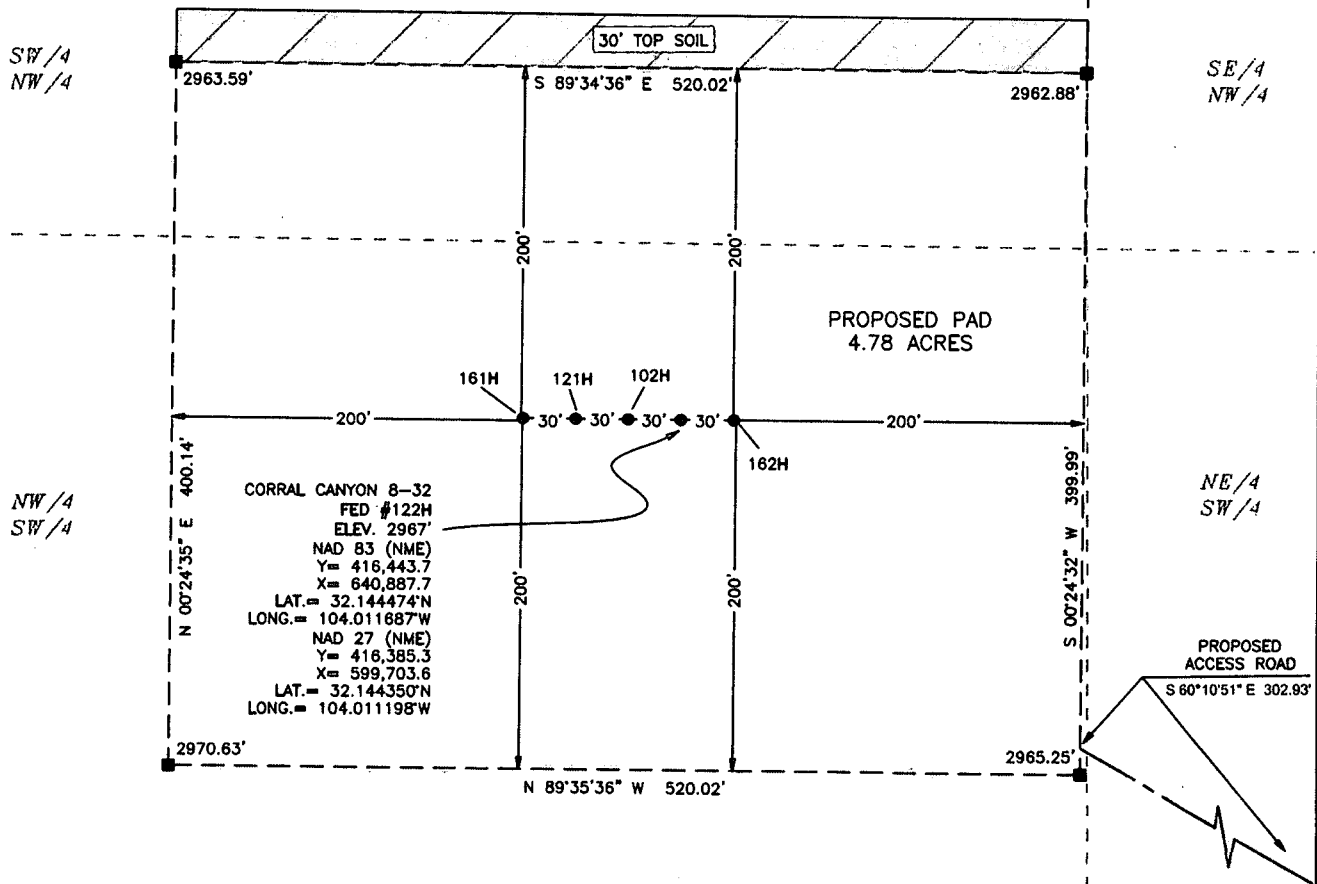 30' TOP SOIL
SW/4
NW/4
SE/4
NW/4
2963.59'
S 89°34'36" E 520.02'
2962.88'
200'
200'
PROPOSED PAD
4.78 ACRES
161H
121H
102H
200'
30'
30'
30'
30'
200'
162H
N 00°24'35" E 400.14'
S 00°24'32" W 399.99'
NW/4
SW/4
NE/4
SW/4
CORRAL CANYON 8-32
FED #122H
ELEV. 2967'
NAD 83 (NME)
Y= 416,443.7
X= 640,887.7
LAT.= 32.144474°N
LONG.= 104.011687°W
NAD 27 (NME)
Y= 416,385.3
X= 599,703.6
LAT.= 32.144350°N
LONG.= 104.011198°W
200'
200'
PROPOSED
ACCESS ROAD
S 60°10'51" E 302.93'
2970.63'
2965.25'
N 89°35'36" W 520.02'